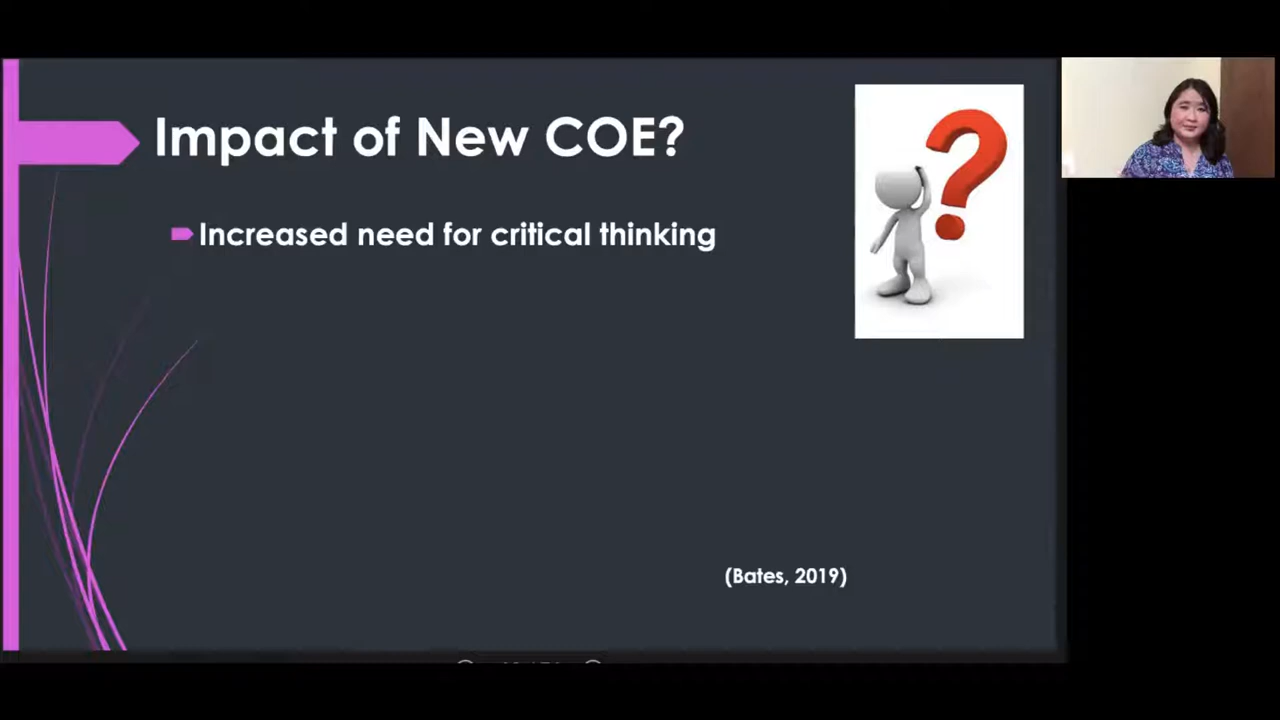 Impact of New COE?
Increased need for critical thinking
(Bates, 2019)